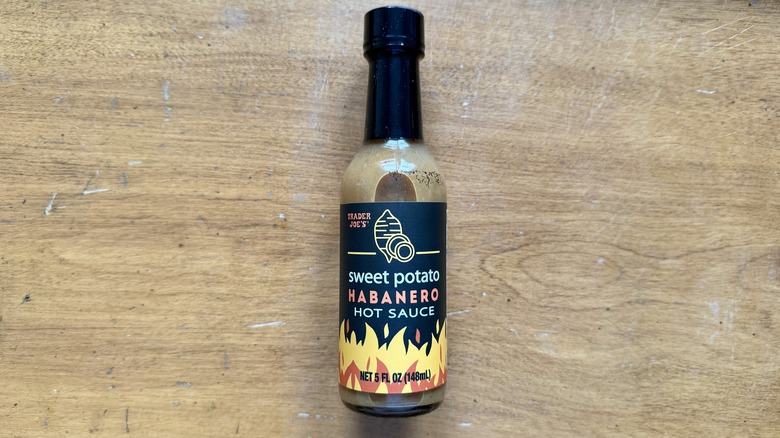 TRADER
JOE'S
sweet potato
HABANERO
HOT SAUCE
NET 5 FL OZ (148mL)